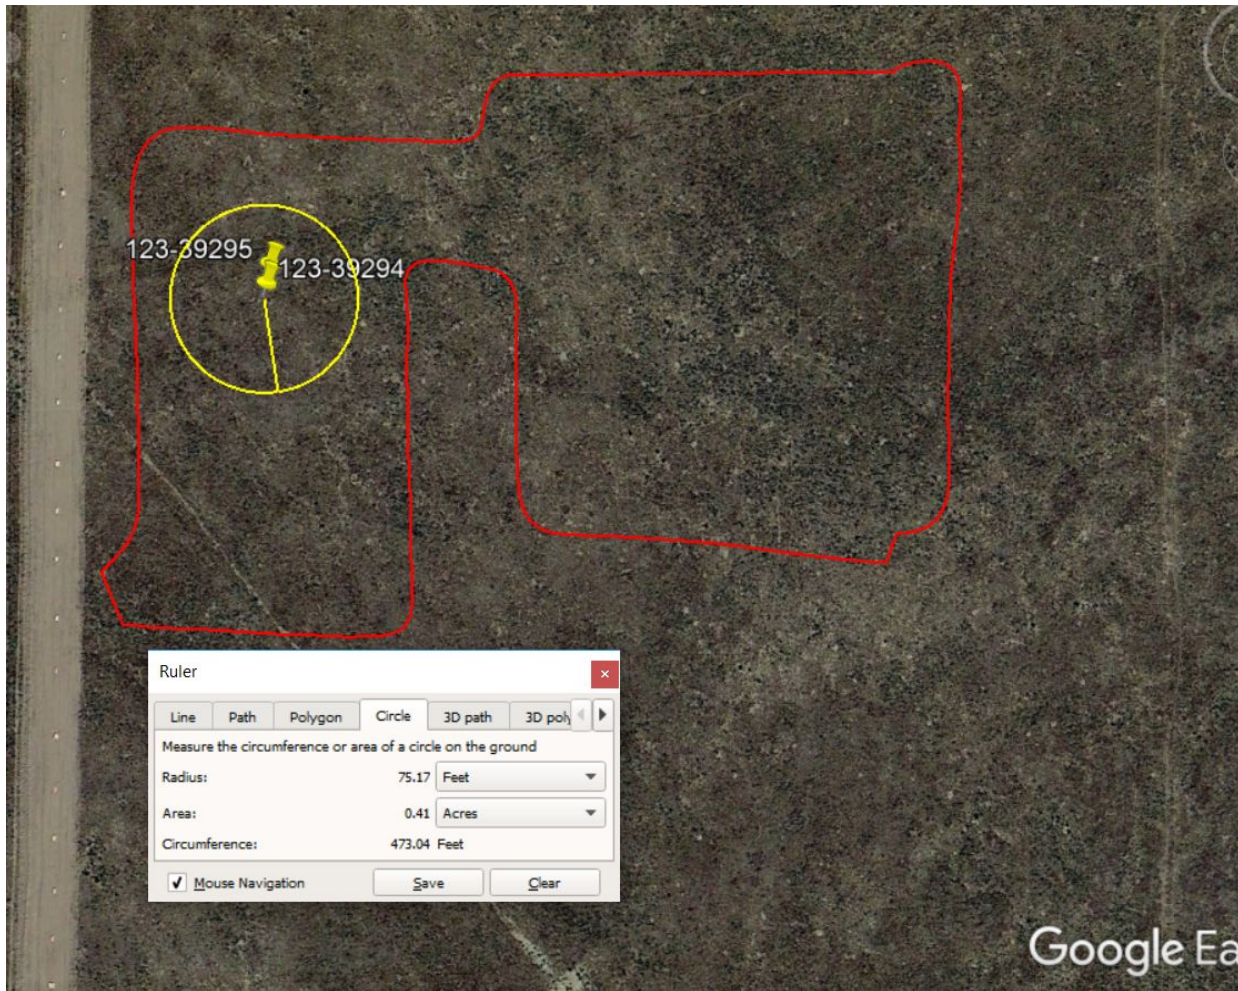 123-39295
123-39294
Ruler
Line Path Polygon Circle 3D path 3D poly
Measure the circumference or area of a circle on the ground
Radius: 75.17 Feet
Area: 0.41 Acres
Circumference: 473.04 Feet
Mouse Navigation Save Clear
Google Ea